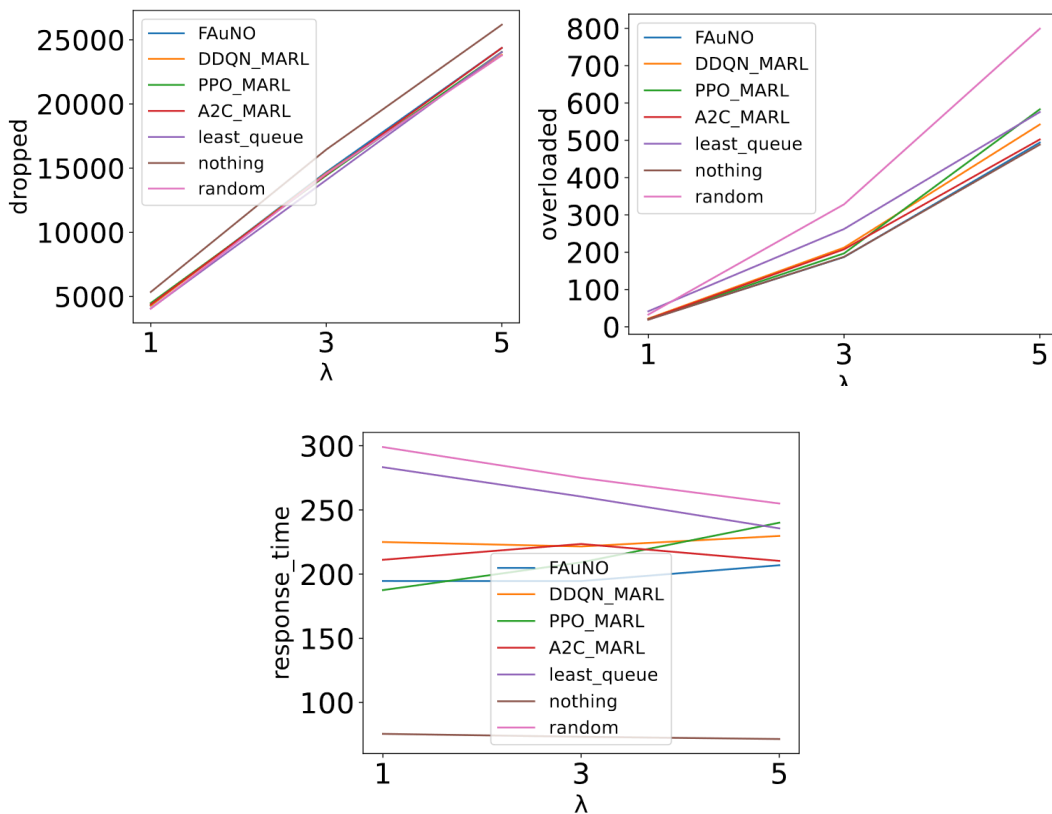 dropped
25000
20000
15000
10000
5000
FAuNO
DDQN_MARL
PPO_MARL
A2C_MARL
least_queue
nothing
random
1
3
5
λ
overloaded
800
700
600
500
400
300
200
100
0
FAuNO
DDQN_MARL
PPO_MARL
A2C_MARL
least_queue
nothing
random
1
3
5
λ
response_time
300
250
200
150
100
FAuNO
DDQN_MARL
PPO_MARL
A2C_MARL
least_queue
nothing
random
1
3
5
λ